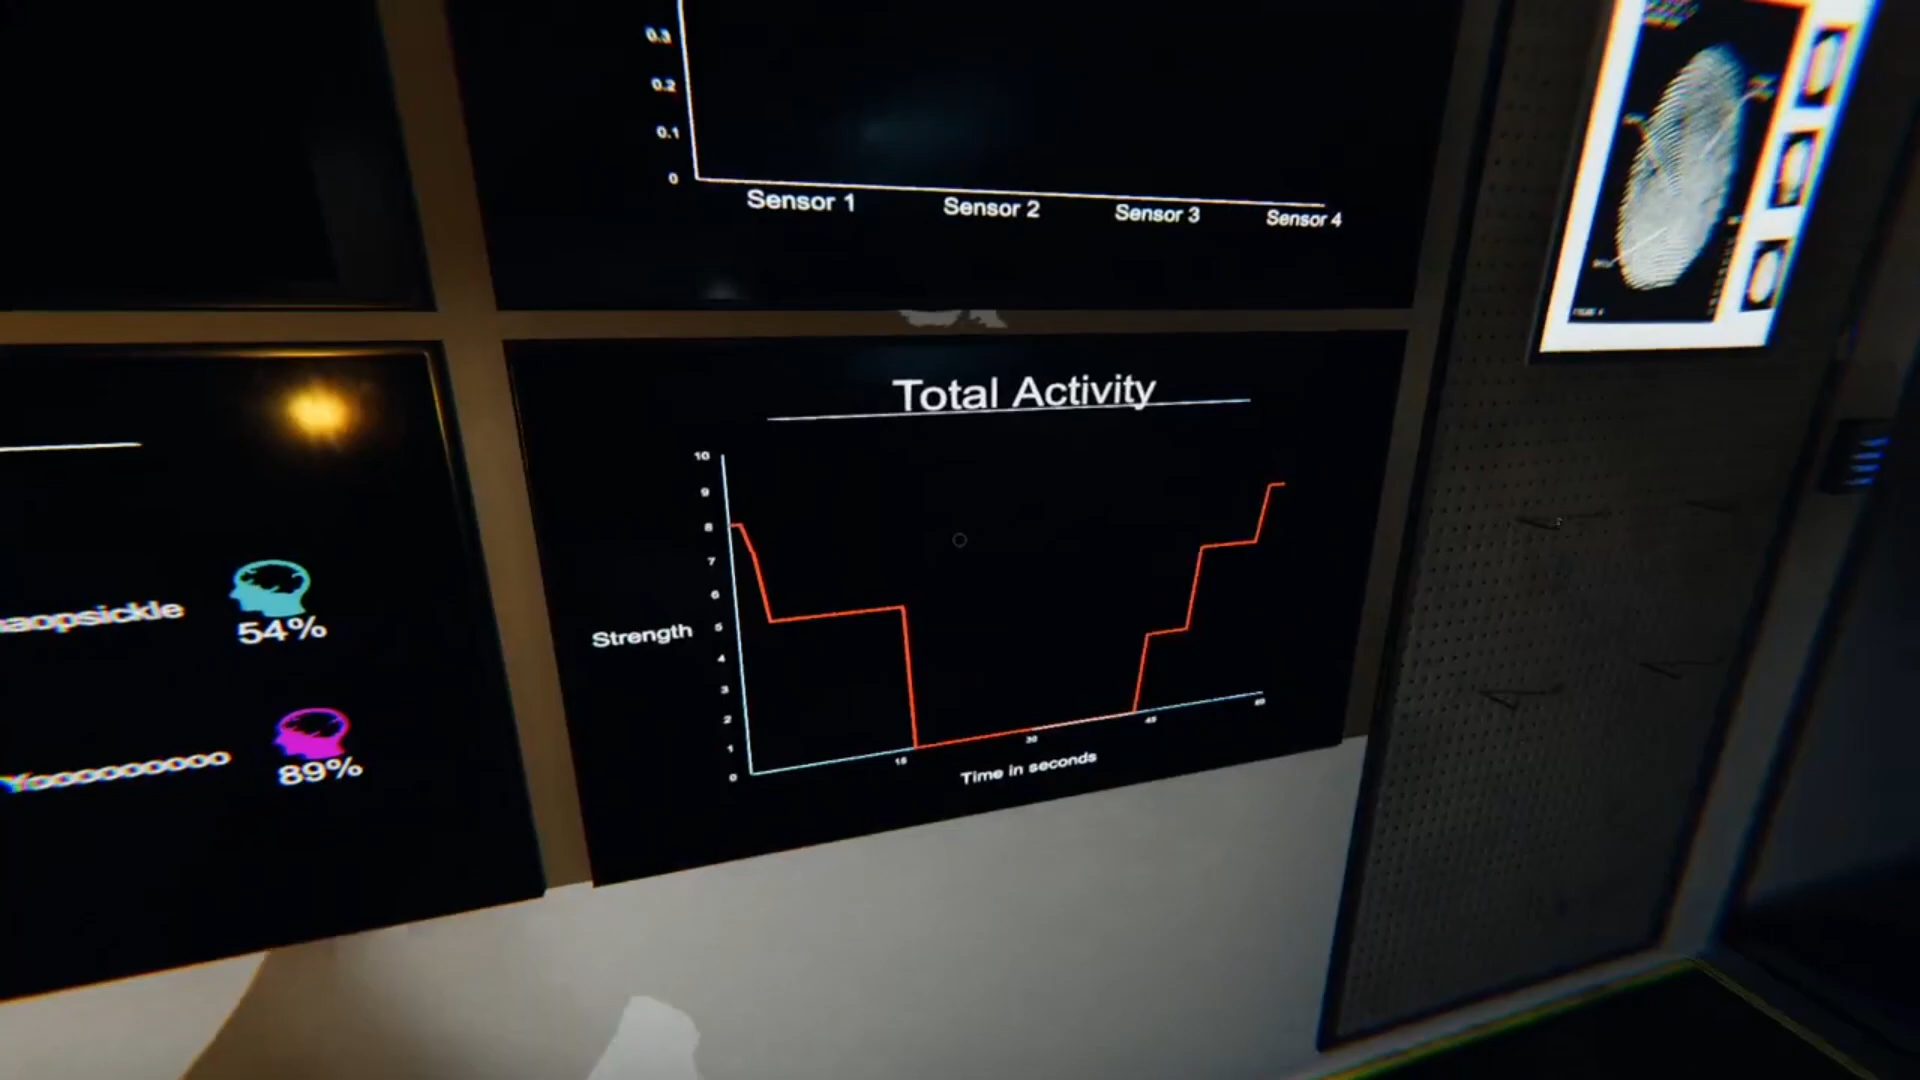 0.3
0.2
0.1
0
Sensor 1 Sensor 2 Sensor 3 Sensor 4
Total Activity
10
9
8
7
6
5
4
3
2
1
0
Strength
15 30 45 60
Time in seconds
aopsickle
54%
Yoooooooooo
89%